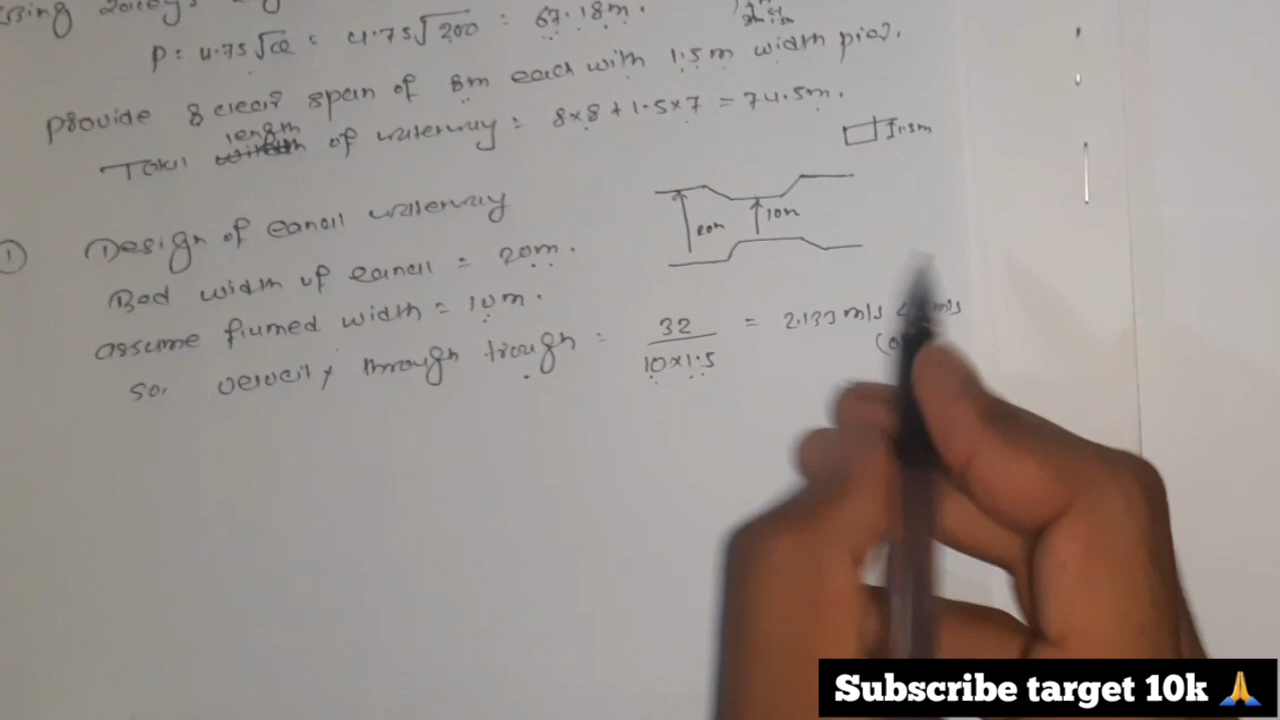 P = 4.75√Q = 4.75√200 = 67.18m.
Provide 8 clear span of 8m each with 1.5m width pier.
Total length of waterway = 8×8 + 1.5×7 = 74.5m.
1.5m
① Design of canal waterway
20m 10m
Bed width of canal = 20m.
assume flumed width = 10m.
So, velocity through trough = 32 / 10×1.5 = 2.133 m/s < m/s
Subscribe target 10k 🙏